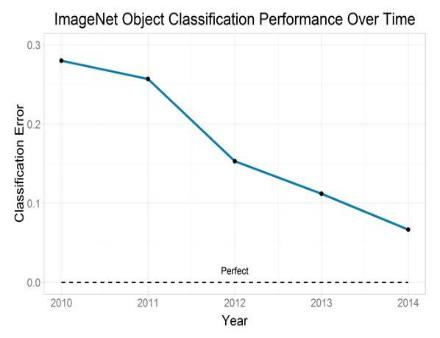 ImageNet Object Classification Performance Over Time
Classification Error
0.3
0.2
0.1
0.0
Perfect
2010 2011 2012 2013 2014
Year